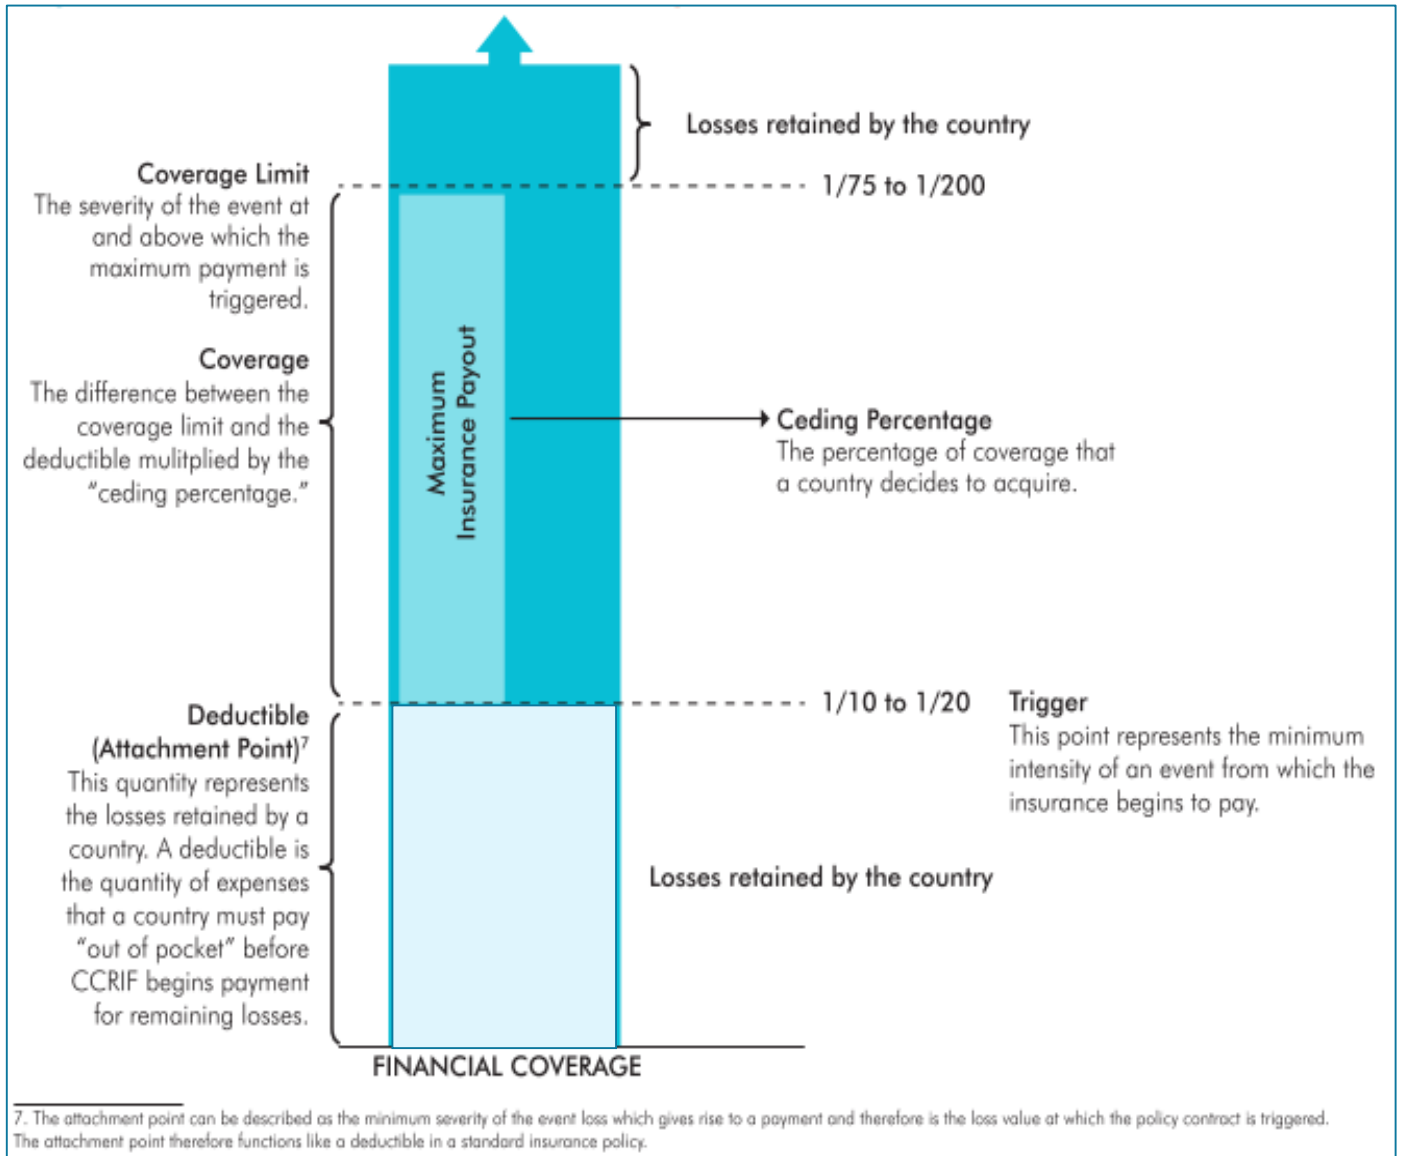 Losses retained by the country
Coverage Limit
The severity of the event at
and above which the
maximum payment is
triggered.
1/75 to 1/200
Coverage
The difference between the
coverage limit and the
deductible mulitplied by the
“ceding percentage.”
Maximum
Insurance Payout
Ceding Percentage
The percentage of coverage that
a country decides to acquire.
1/10 to 1/20
Trigger
This point represents the minimum
intensity of an event from which the
insurance begins to pay.
Deductible
(Attachment Point)7
This quantity represents
the losses retained by a
country. A deductible is
the quantity of expenses
that a country must pay
“out of pocket” before
CCRIF begins payment
for remaining losses.
Losses retained by the country
FINANCIAL COVERAGE
7. The attachment point can be described as the minimum severity of the event loss which gives rise to a payment and therefore is the loss value at which the policy contract is triggered.
The attachment point therefore functions like a deductible in a standard insurance policy.